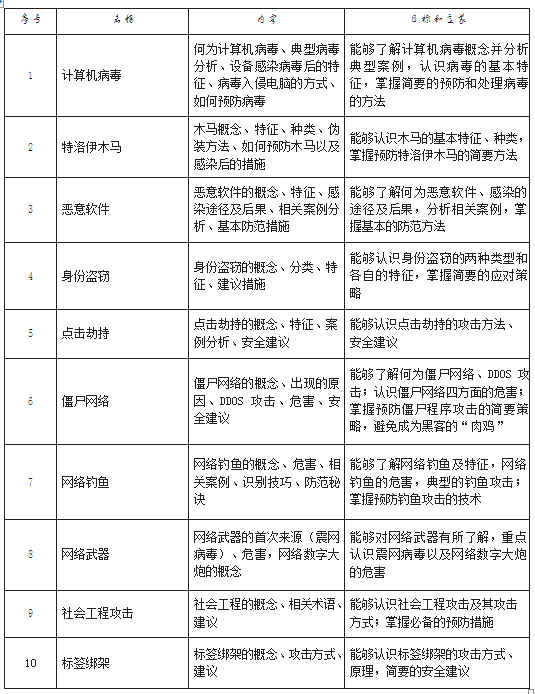 序号 名称 内容 目标和立意
1 计算机病毒 何为计算机病毒、典型病毒 能够了解计算机病毒概念并分析
分析、设备感染病毒后的特 典型案例，认识病毒的基本特
征、病毒入侵电脑的方式、 征，掌握简要的预防和处理病毒
如何预防病毒 的方法
2 特洛伊木马 木马概念、特征、种类、伪 能够认识木马的基本特征、种类，
装方法、如何预防木马以及 掌握预防特洛伊木马的简要方法
感染后的措施
3 恶意软件 恶意软件的概念、特征、感 能够了解何为恶意软件、感染的
染途径及后果、相关案例分 途径及后果，分析相关案例，掌
析、基本防范措施 握基本的防范方法
4 身份盗窃 身份盗窃的概念、分类、特 能够认识身份盗窃的两种类型和
征、建议措施 各自的特征，掌握简要的应对策
略
5 点击劫持 点击劫持的概念、特征、案 能够认识点击劫持的攻击方法、
例分析、安全建议 安全建议
6 僵尸网络 僵尸网络的概念、出现的原 能够了解何为僵尸网络、DDOS 攻
因、DDOS 攻击、危害、安 击；认识僵尸网络四方面的危害；
全建议 掌握预防僵尸程序攻击的简要策
略，避免成为黑客的“肉鸡”
7 网络钓鱼 网络钓鱼的概念、危害、相 能够了解网络钓鱼及特征，网络
关案例、识别技巧、防范秘 钓鱼的危害，典型的钓鱼攻击；
诀 掌握预防钓鱼攻击的技术
8 网络武器 网络武器的首次来源（震网 能够对网络武器有所了解，重点
病毒）、危害，网络数字大 认识震网病毒以及网络数字大炮
炮的概念 的危害
9 社会工程攻击 社会工程的概念、相关术语、 能够认识社会工程攻击及其攻击
建议 方式；掌握必备的预防措施
10 标签绑架 标签绑架的概念、攻击方式、 能够认识标签绑架的攻击方式、
建议 原理，简要的安全建议